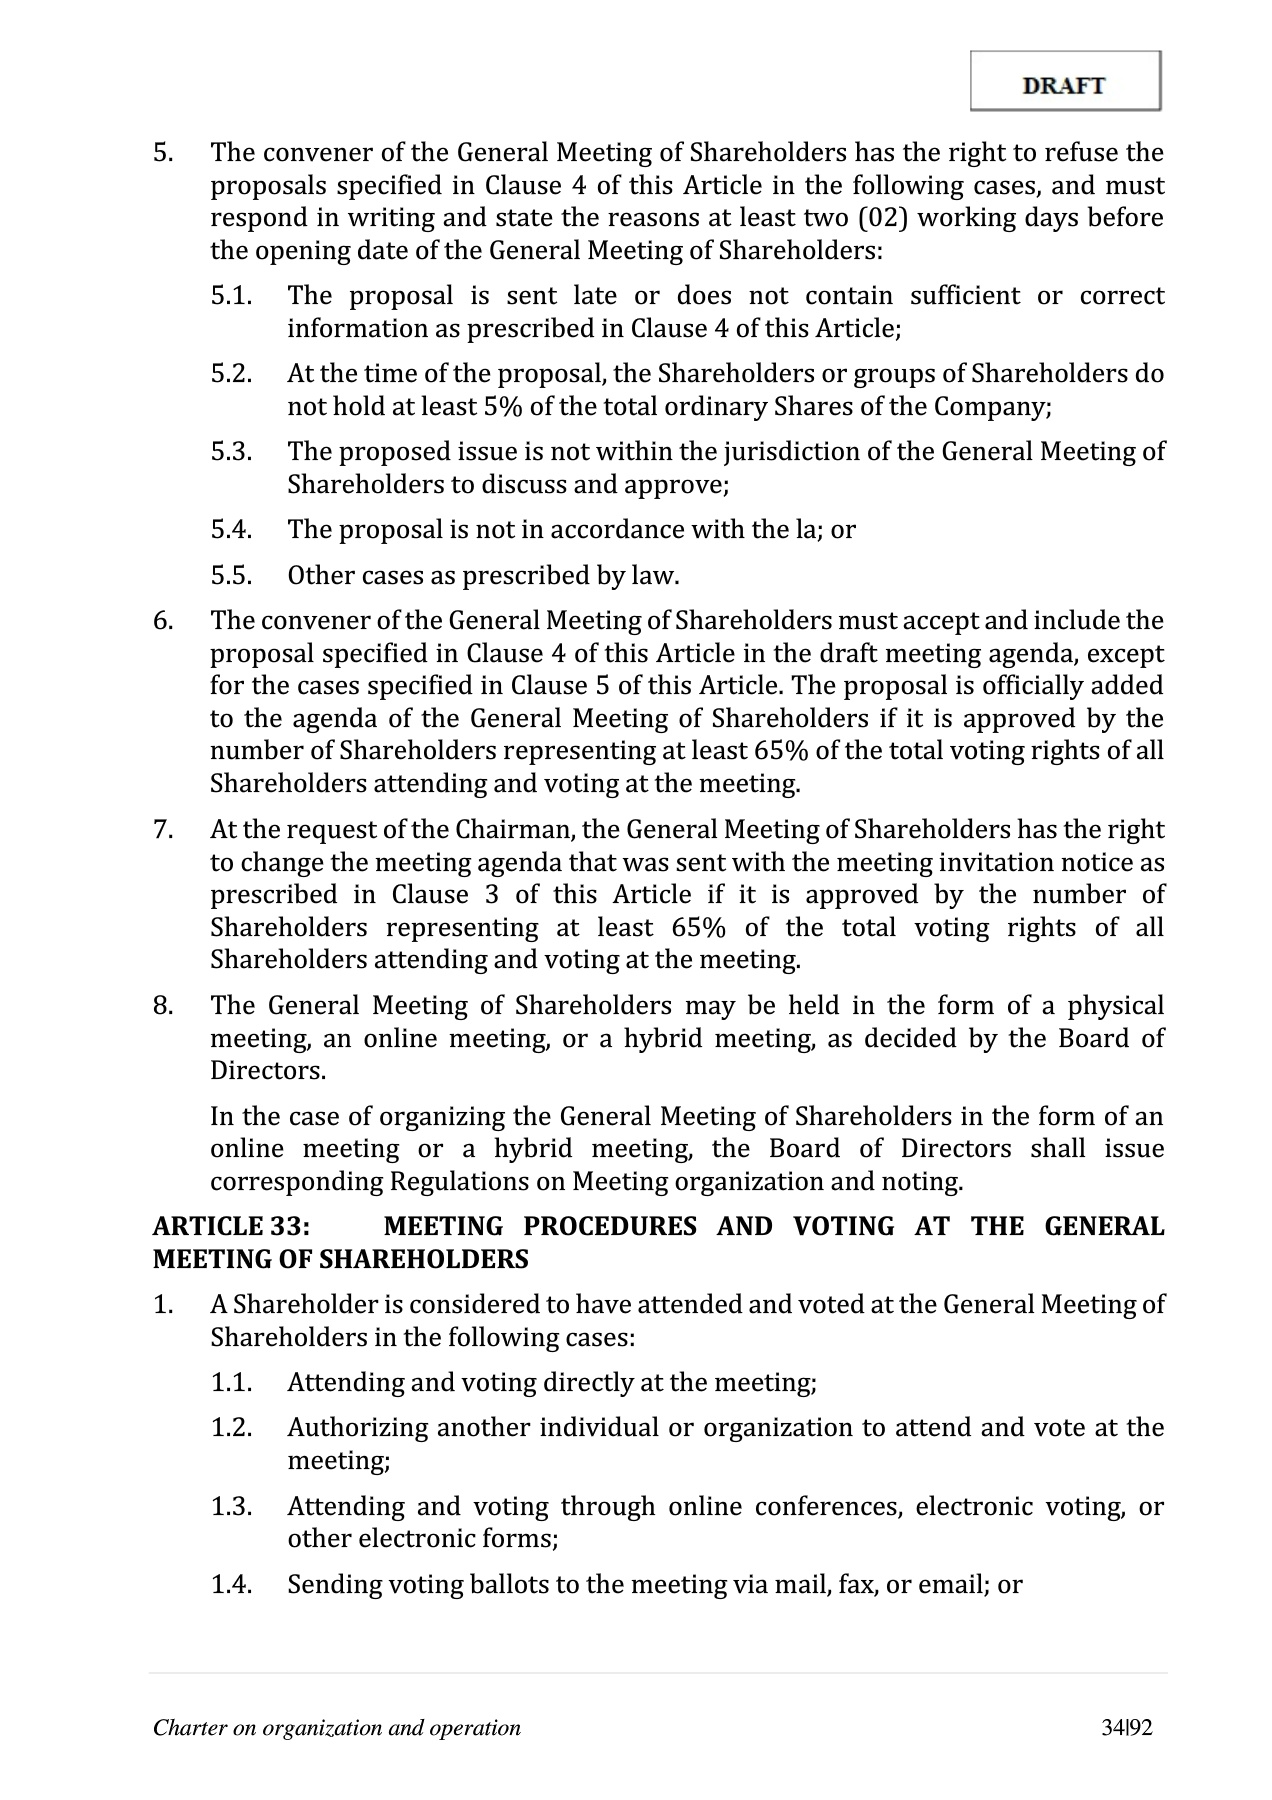 DRAFT
5. The convener of the General Meeting of Shareholders has the right to refuse the
proposals specified in Clause 4 of this Article in the following cases, and must
respond in writing and state the reasons at least two (02) working days before
the opening date of the General Meeting of Shareholders:
5.1. The proposal is sent late or does not contain sufficient or correct
information as prescribed in Clause 4 of this Article;
5.2. At the time of the proposal, the Shareholders or groups of Shareholders do
not hold at least 5% of the total ordinary Shares of the Company;
5.3. The proposed issue is not within the jurisdiction of the General Meeting of
Shareholders to discuss and approve;
5.4. The proposal is not in accordance with the la; or
5.5. Other cases as prescribed by law.
6. The convener of the General Meeting of Shareholders must accept and include the
proposal specified in Clause 4 of this Article in the draft meeting agenda, except
for the cases specified in Clause 5 of this Article. The proposal is officially added
to the agenda of the General Meeting of Shareholders if it is approved by the
number of Shareholders representing at least 65% of the total voting rights of all
Shareholders attending and voting at the meeting.
7. At the request of the Chairman, the General Meeting of Shareholders has the right
to change the meeting agenda that was sent with the meeting invitation notice as
prescribed in Clause 3 of this Article if it is approved by the number of
Shareholders representing at least 65% of the total voting rights of all
Shareholders attending and voting at the meeting.
8. The General Meeting of Shareholders may be held in the form of a physical
meeting, an online meeting, or a hybrid meeting, as decided by the Board of
Directors.
In the case of organizing the General Meeting of Shareholders in the form of an
online meeting or a hybrid meeting, the Board of Directors shall issue
corresponding Regulations on Meeting organization and noting.
ARTICLE 33: MEETING PROCEDURES AND VOTING AT THE GENERAL
MEETING OF SHAREHOLDERS
1. A Shareholder is considered to have attended and voted at the General Meeting of
Shareholders in the following cases:
1.1. Attending and voting directly at the meeting;
1.2. Authorizing another individual or organization to attend and vote at the
meeting;
1.3. Attending and voting through online conferences, electronic voting, or
other electronic forms;
1.4. Sending voting ballots to the meeting via mail, fax, or email; or
Charter on organization and operation 34|92